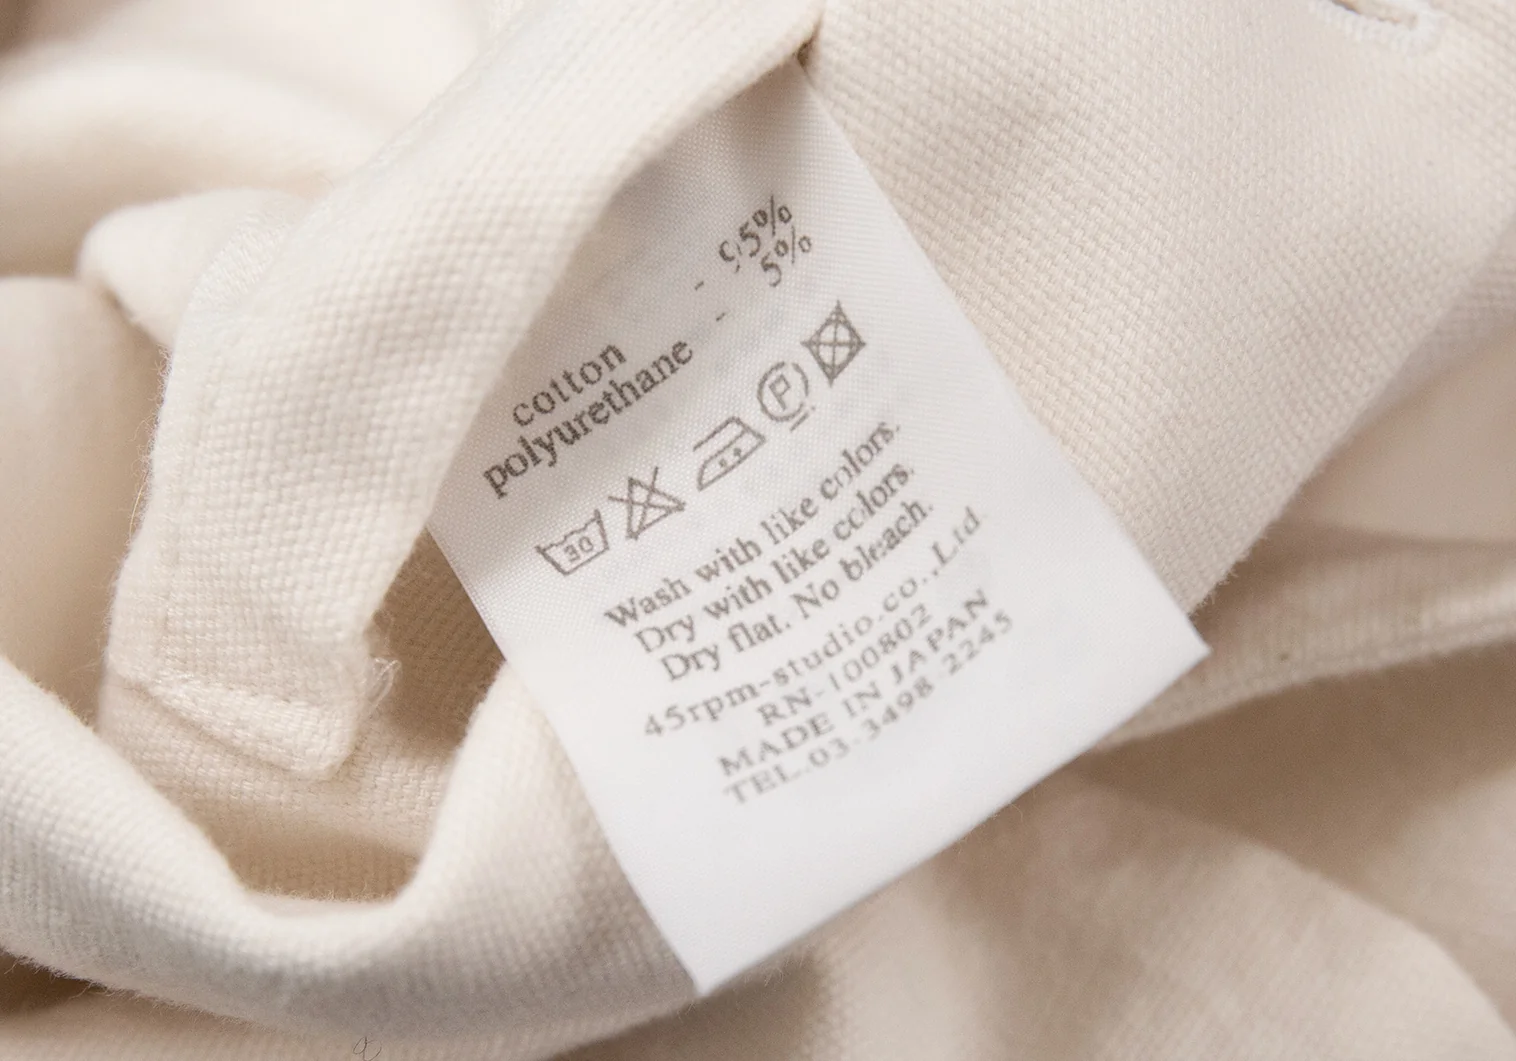 cotton - 95%
polyurethane - 5%
30
P
Wash with like colors.
Dry with like colors.
Dry flat. No bleach.
45rpm-studio.co.,Ltd
RN-100802
MADE IN JAPAN
TEL.03-3498 2245